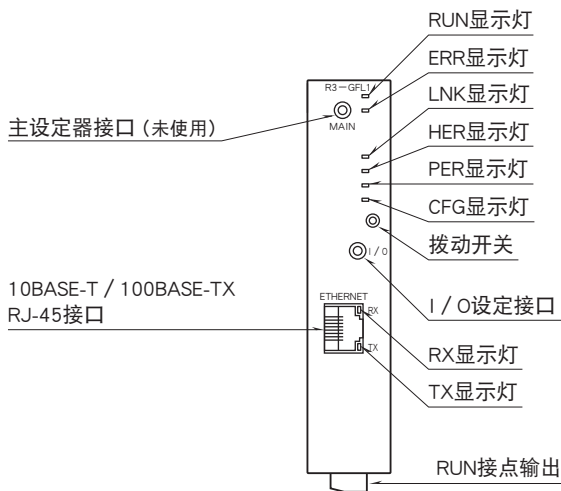 RUN显示灯
ERR显示灯
LNK显示灯
HER显示灯
PER显示灯
CFG显示灯
拨动开关
I / O设定接口
RX显示灯
TX显示灯
RUN接点输出
主设定器接口 (未使用)
10BASE-T / 100BASE-TX
RJ-45接口
R3－GFL1
MAIN
I / O
ETHERNET
RX
TX